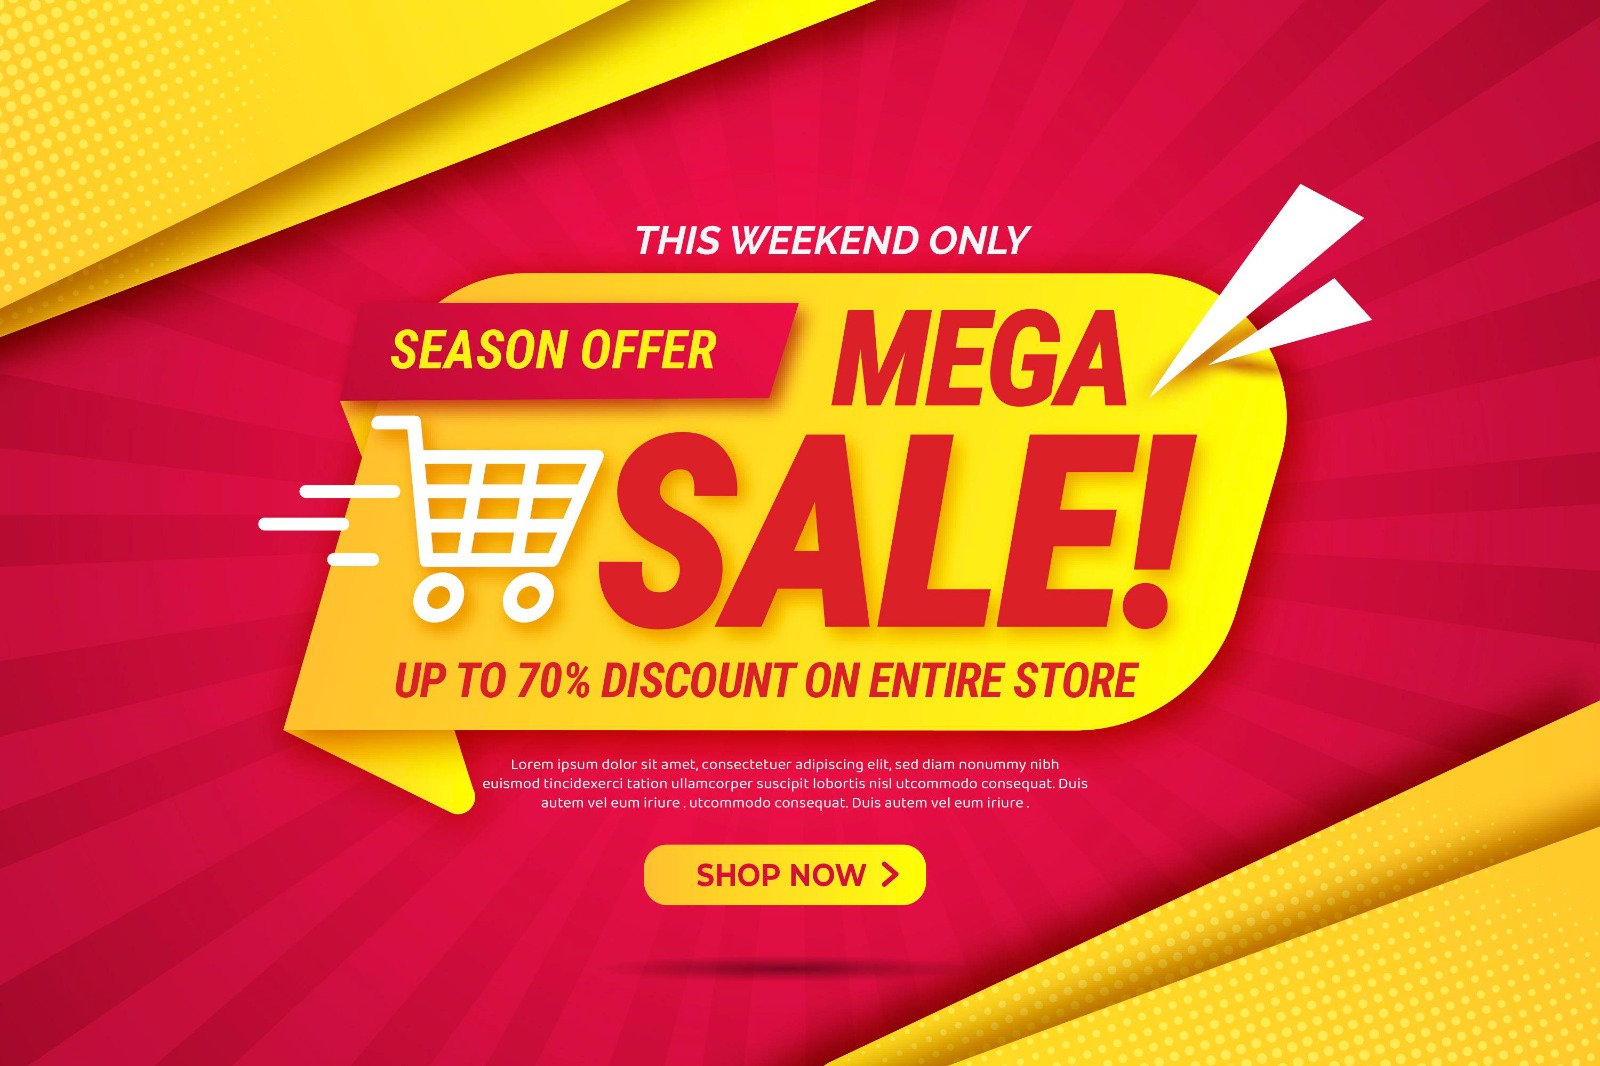 THIS WEEKEND ONLY
SEASON OFFER
MEGA
SALE!
UP TO 70% DISCOUNT ON ENTIRE STORE
Lorem ipsum dolor sit amet, consectetuer adipiscing elit, sed diam nonummy nibh
euismod tincidexerci tation ullamcorper suscipit lobortis nisl utcommodo consequat. Duis
autem vel eum iriure . utcommodo consequat. Duis autem vel eum iriure .
SHOP NOW >